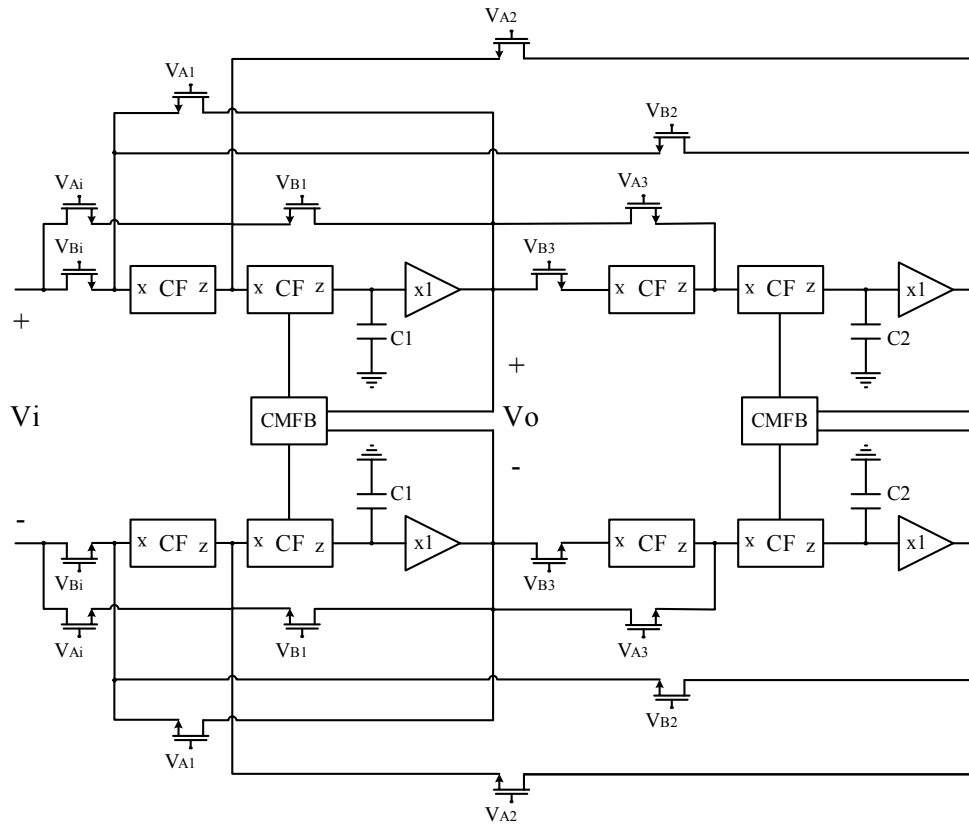 VA2
VA1
VB2
VAi
VB1
VA3
VBi
VB3
x CF z
x CF z
x1
x CF z
x CF z
x1
+
C1
C2
+
Vi
CMFB
Vo
CMFB
-
C1
C2
-
x CF z
x CF z
x1
x CF z
x CF z
x1
VBi
VB3
VAi
VB1
VA3
VB2
VA1
VA2